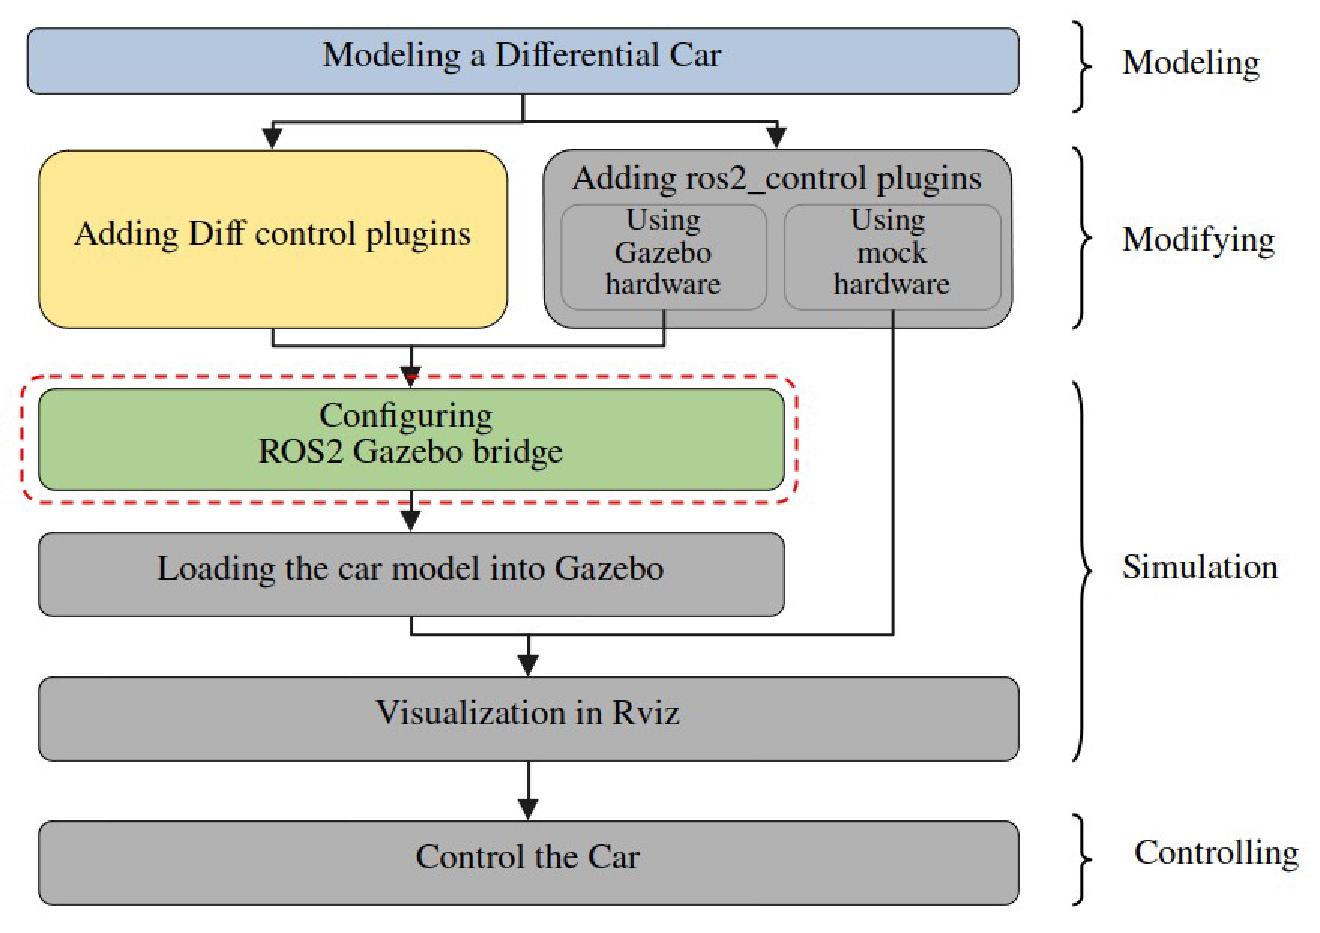 Modeling a Differential Car
Modeling
Adding Diff control plugins
Adding ros2_control plugins
Using
Gazebo
hardware
Using
mock
hardware
Modifying
Configuring
ROS2 Gazebo bridge
Loading the car model into Gazebo
Visualization in Rviz
Simulation
Control the Car
Controlling